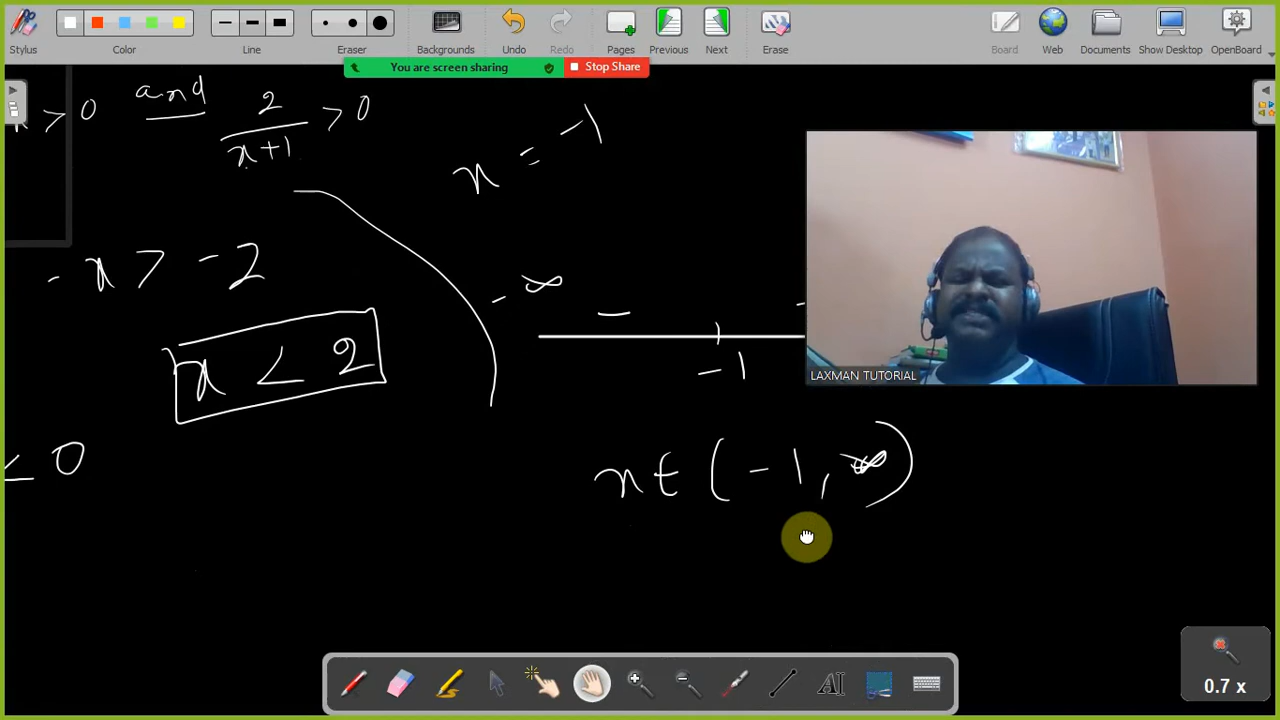 Stylus
Color
Line
Eraser
Backgrounds
Undo
Redo
Pages
Previous
Next
Erase
Board
Web
Documents
Show Desktop
OpenBoard
You are screen sharing
Stop Share
> 0 and 2/(x+1) > 0
x = -1
- x > -2
- ∞
-
x < 2
-1
LAXMAN TUTORIAL
< 0
x ∈ (-1, ∞)
AI
0.7 x